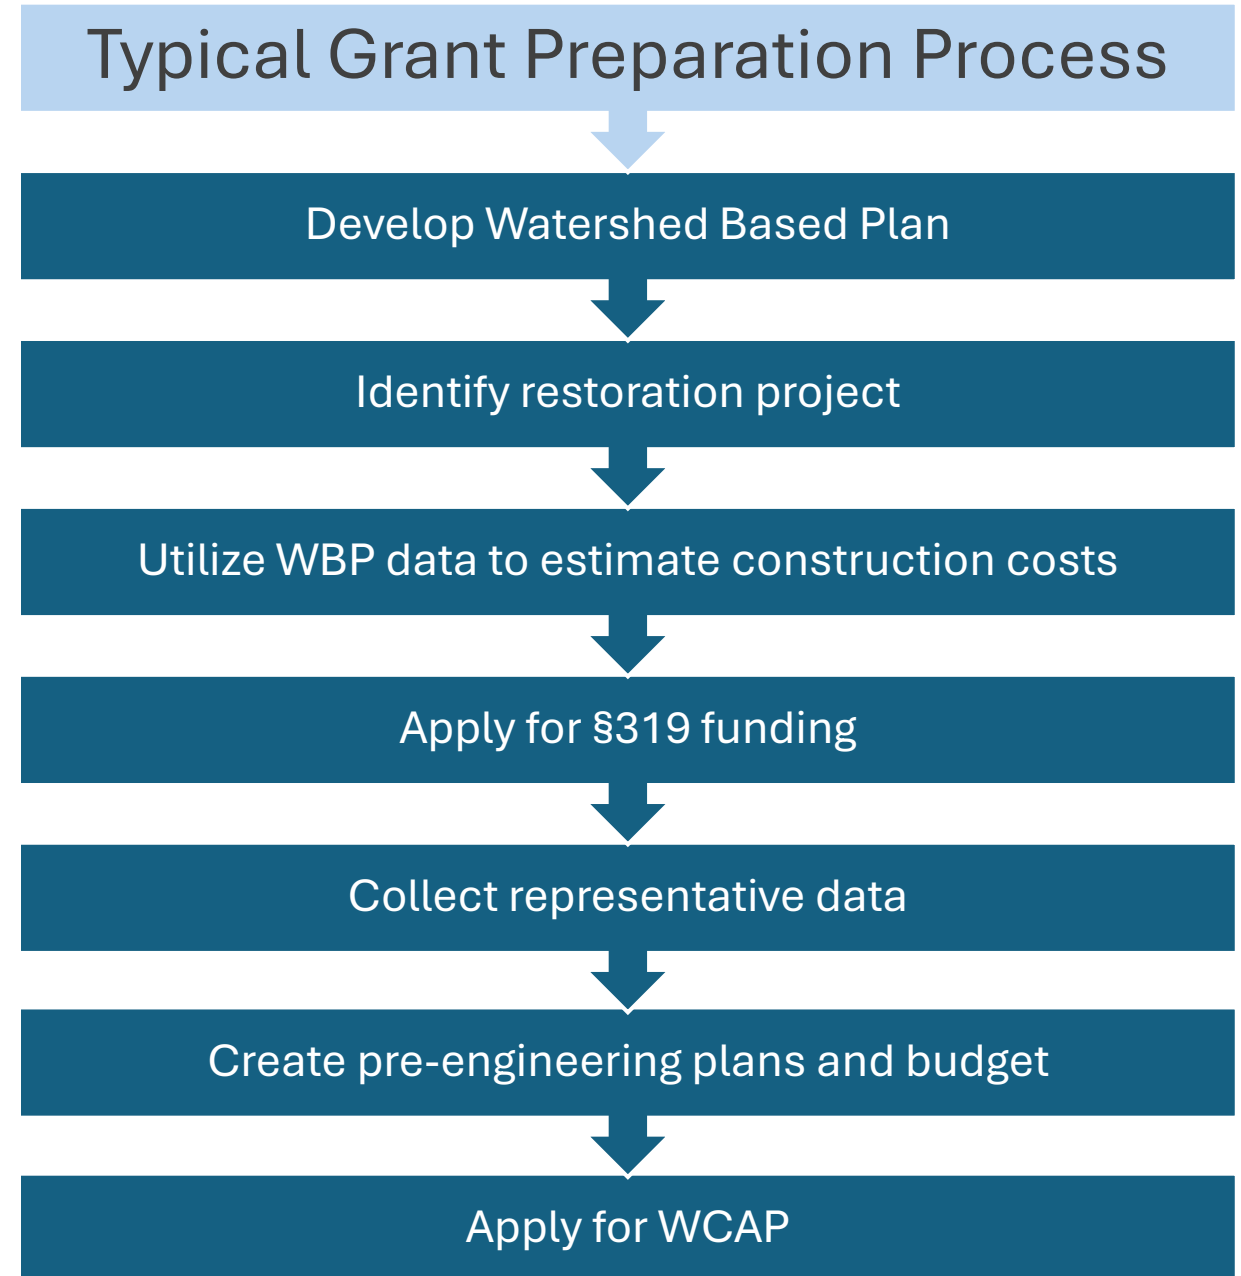 Typical Grant Preparation Process
Develop Watershed Based Plan
Identify restoration project
Utilize WBP data to estimate construction costs
Apply for §319 funding
Collect representative data
Create pre-engineering plans and budget
Apply for WCAP